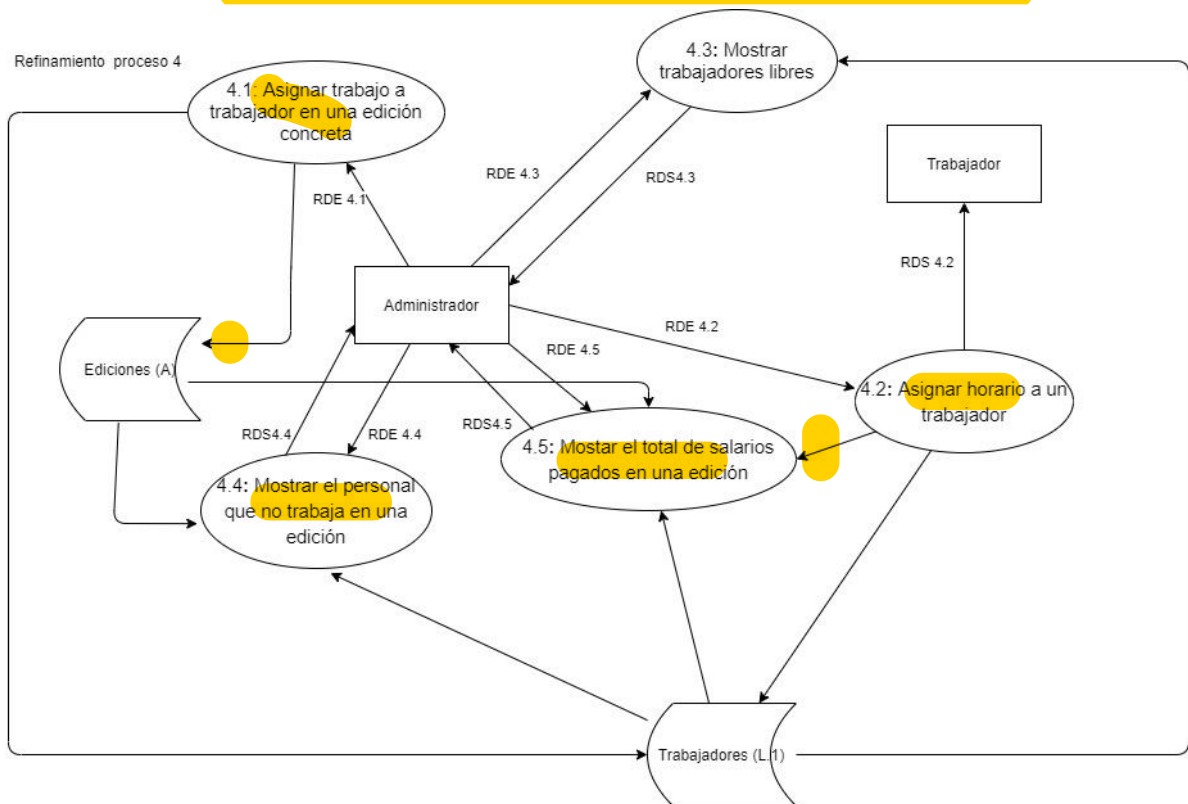 Refinamiento proceso 4
4.1: Asignar trabajo a
trabajador en una edición
concreta
4.3: Mostrar
trabajadores libres
Trabajador
RDE 4.3
RDS4.3
RDE 4.1
RDS 4.2
Administrador
RDE 4.2
RDE 4.5
Ediciones (A)
4.2: Asignar horario a un
trabajador
RDS4.4
RDE 4.4
RDS4.5
4.5: Mostar el total de salarios
pagados en una edición
4.4: Mostrar el personal
que no trabaja en una
edición
Trabajadores (L.1)